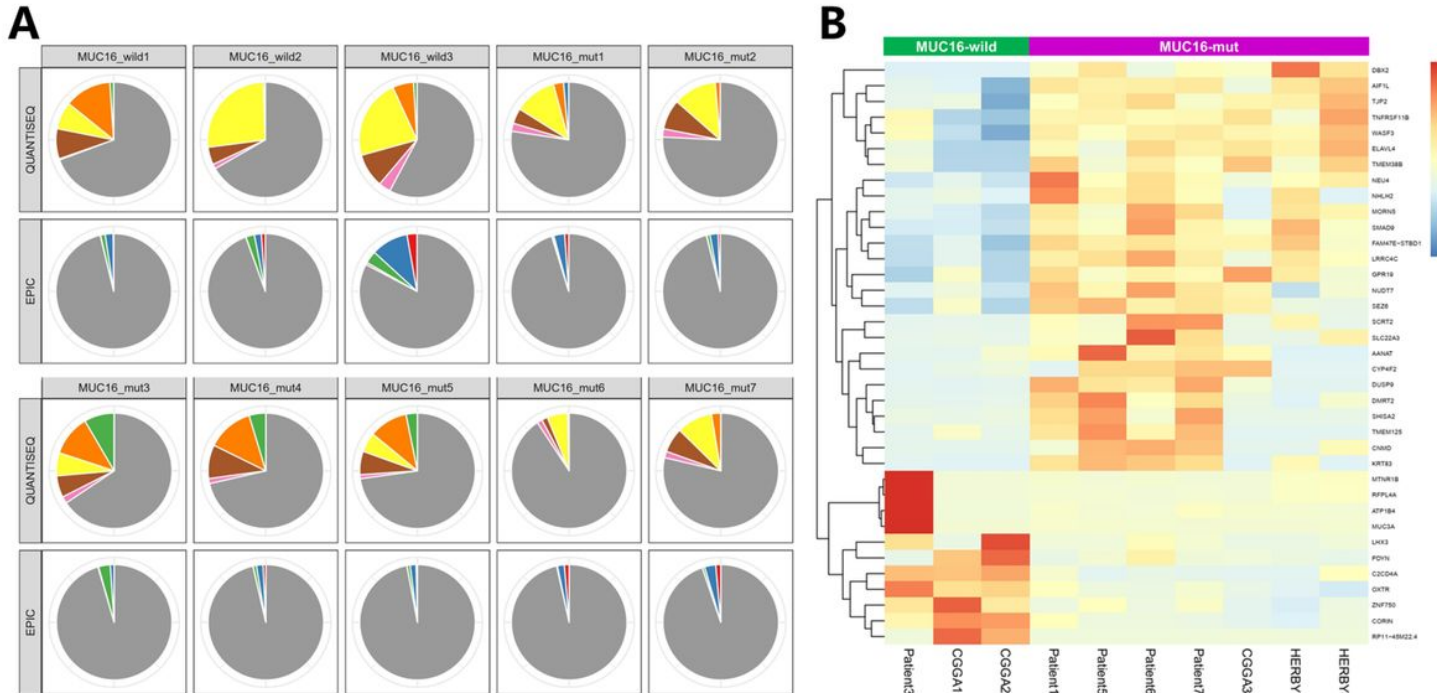 A
MUC16_wild1 MUC16_wild2 MUC16_wild3 MUC16_mut1 MUC16_mut2
QUANTISEQ
EPIC
MUC16_mut3 MUC16_mut4 MUC16_mut5 MUC16_mut6 MUC16_mut7
QUANTISEQ
EPIC
B
MUC16-wild MUC16-mut
DBX2
AIF1L
TJP2
TNFRSF11B
WASF3
ELAVL4
TMEM38B
NEU4
NHLH2
MORN5
SMAD9
FAM47E-STBD1
LRRC4C
GPR19
NUDT7
SEZ6
SCRT2
SLC22A3
AANAT
CYP4F2
DUSP9
DMRT2
SHISA2
TMEM125
CNMD
KRT83
MTNR1B
RFPL4A
ATP1B4
MUC3A
LHX3
PDYN
C2CD4A
OXTR
ZNF750
CORIN
RP11-49M22.4
Patient3 CGGA1 CGGA2 Patient1 Patient5 Patient6 Patient7 CGGA3 HERBY HERBY